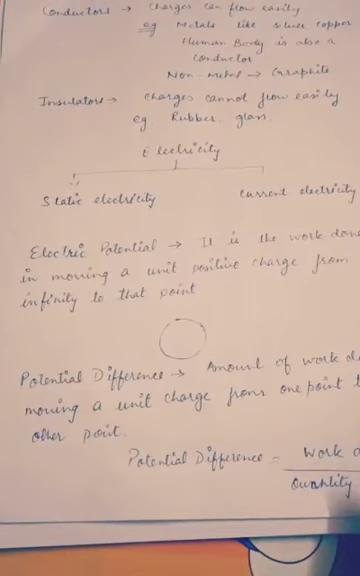 Conductors → Charges can flow easily
eg Metals like silver copper
Human Body is also a
conductor
Non-metal → Graphite
Insulators → charges cannot flow easily
eg Rubber, glass.
Electricity
Static electricity current electricity
Electric Potential → It is the work done
in moving a unit positive charge from
infinity to that point
Potential Difference → Amount of work
moving a unit charge from one point
other point.
Potential Difference = Work
Quantity